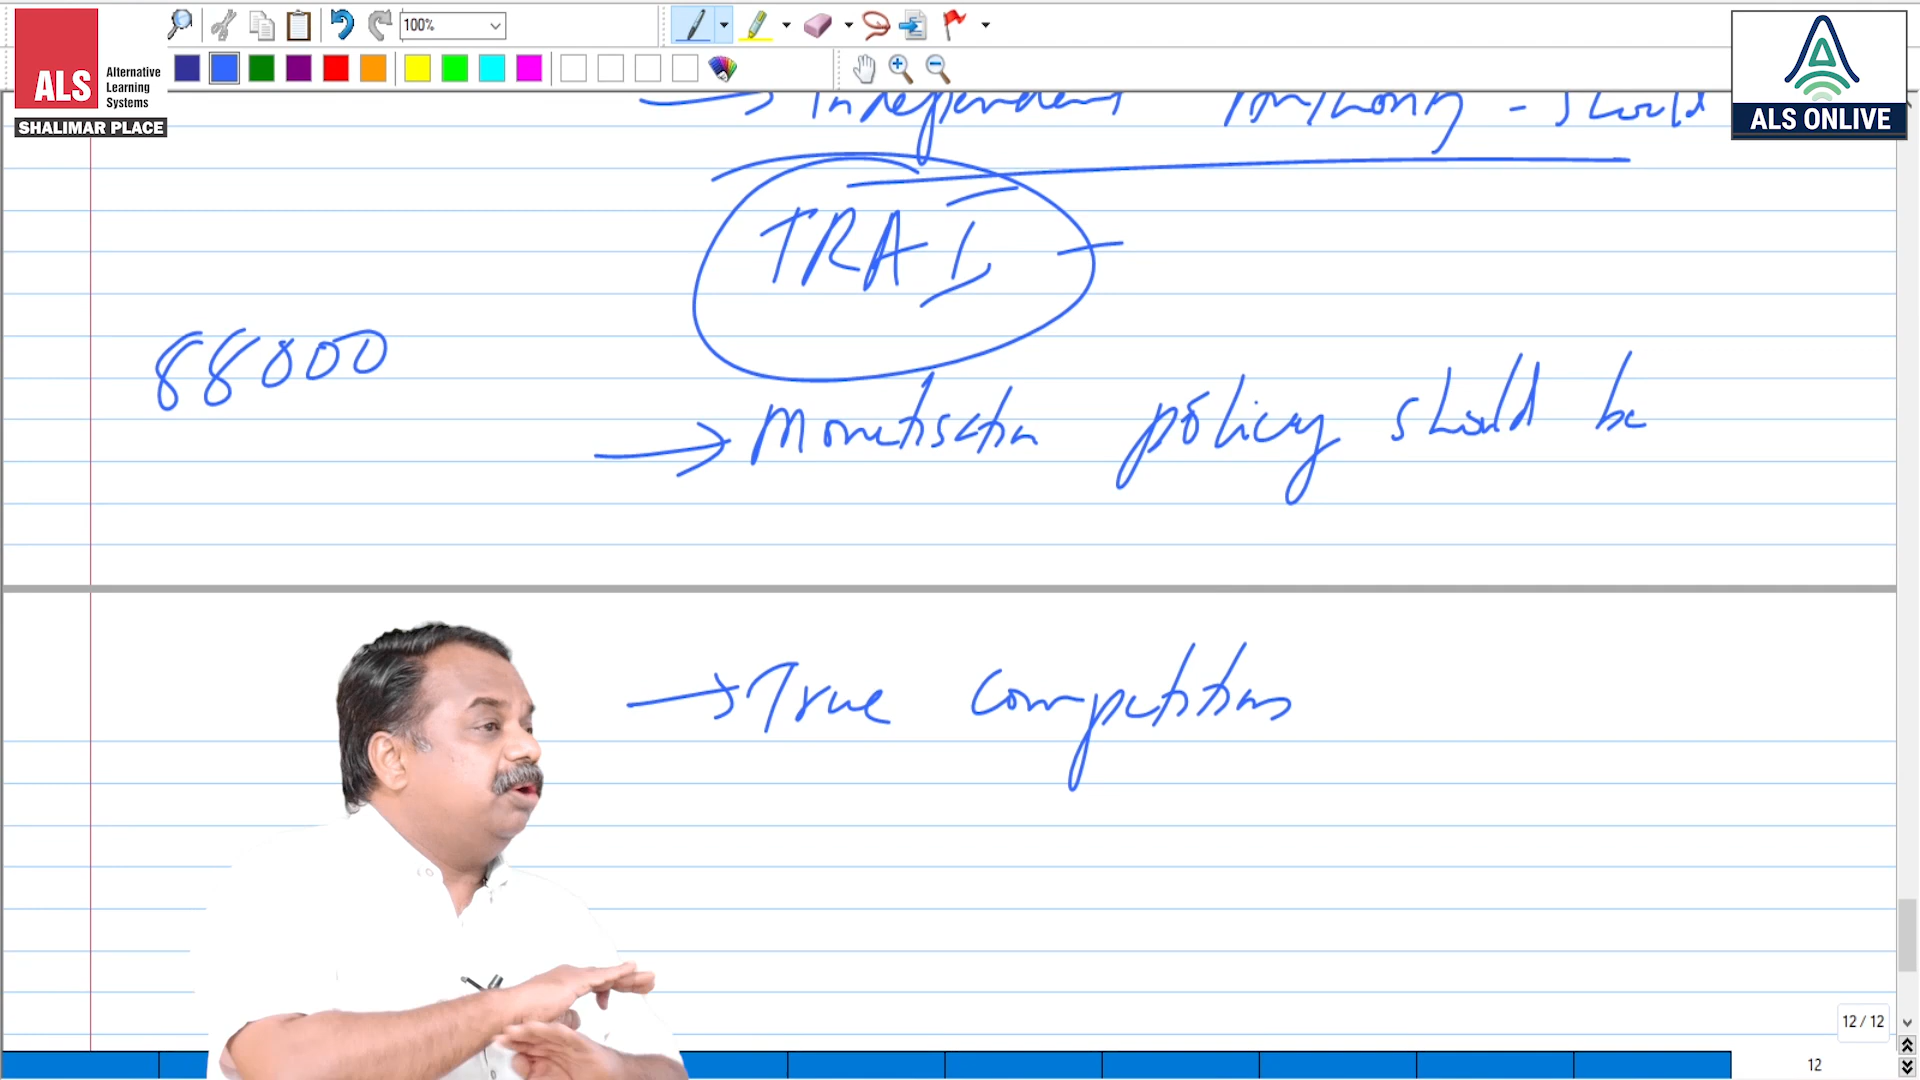 100%
ALS
Alternative
Learning
Systems
SHALIMAR PLACE
ALS ONLIVE
→ Independent Authority - Should
TRAI -
88000
→ Monetisation policy should be
→ True competition
12 / 12
12